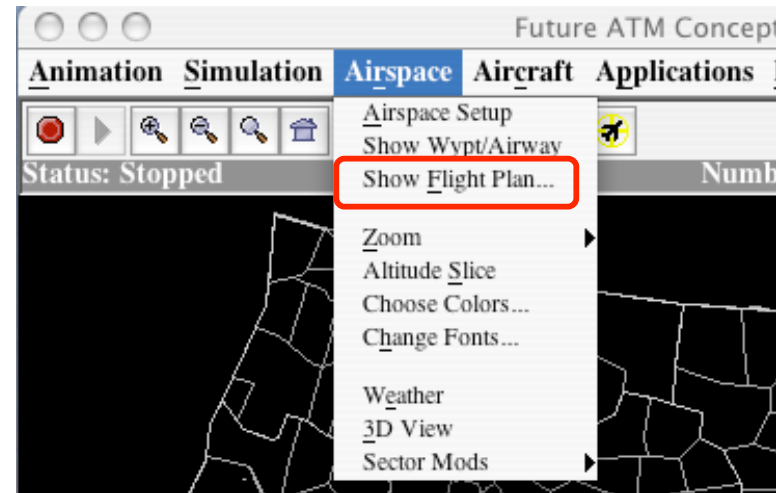 Future ATM Concept
Animation Simulation Airspace Aircraft Applications
Status: Stopped Numb
Airspace Setup
Show Wypt/Airway
Show Flight Plan...
Zoom
Altitude Slice
Choose Colors...
Change Fonts...
Weather
3D View
Sector Mods